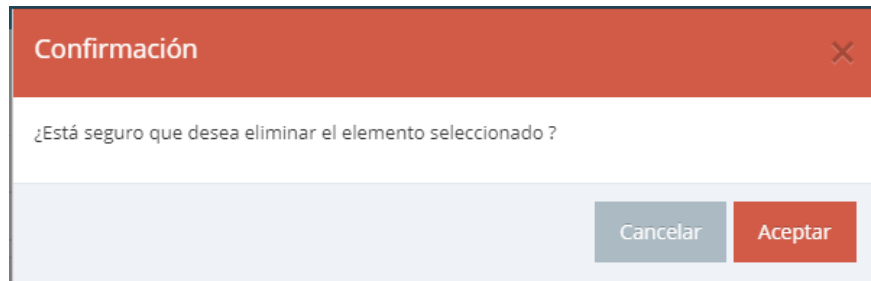 Confirmación
¿Está seguro que desea eliminar el elemento seleccionado ?
Cancelar Aceptar